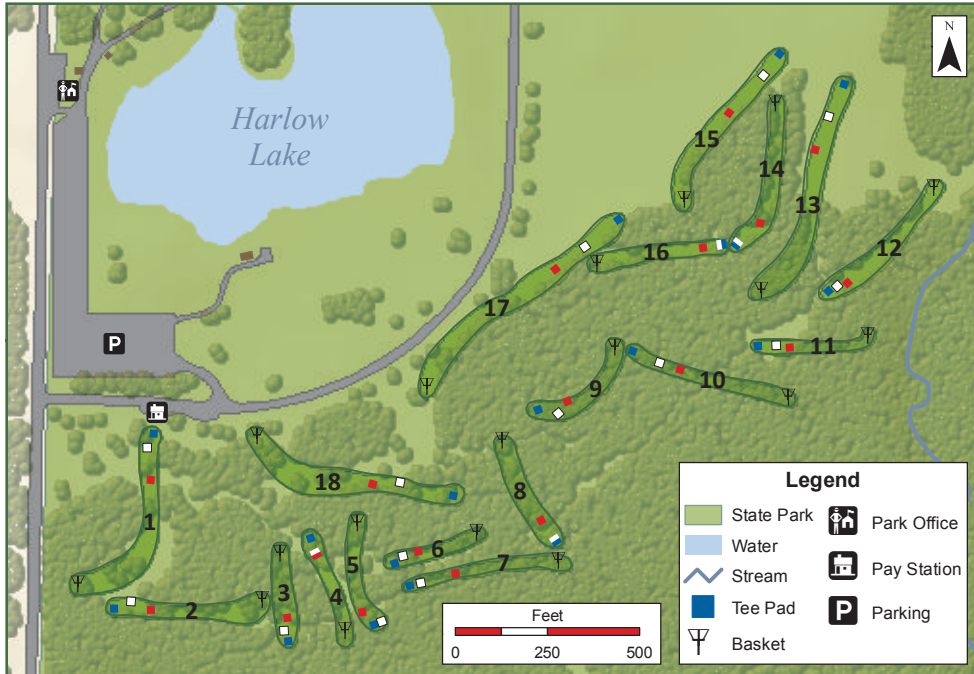 N
Harlow
Lake
15
14
13
12
16
17
11
9
10
P
18
8
1
6
5
7
3
4
2
Feet
0 250 500
Legend
State Park
Water
Stream
Tee Pad
Basket
Park Office
Pay Station
P Parking